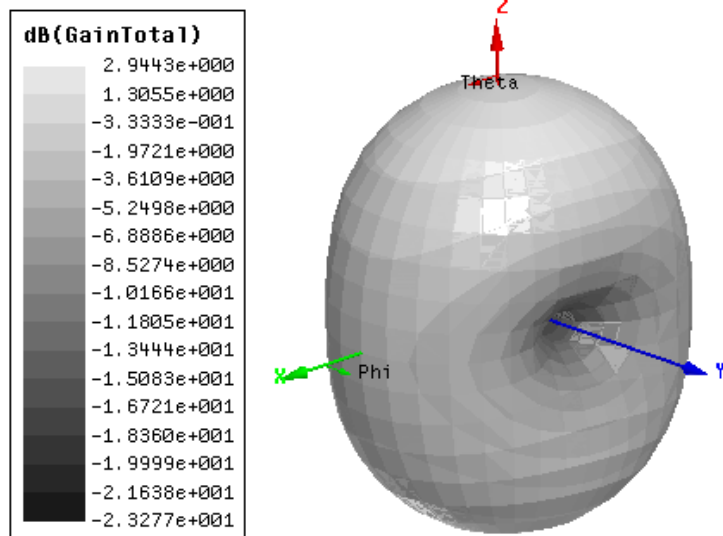 dB(GainTotal)
2.9443e+000
1.3055e+000
-3.3333e-001
-1.9721e+000
-3.6109e+000
-5.2498e+000
-6.8886e+000
-8.5274e+000
-1.0166e+001
-1.1805e+001
-1.3444e+001
-1.5083e+001
-1.6721e+001
-1.8360e+001
-1.9999e+001
-2.1638e+001
-2.3277e+001
Z
Theta
X
Phi
Y